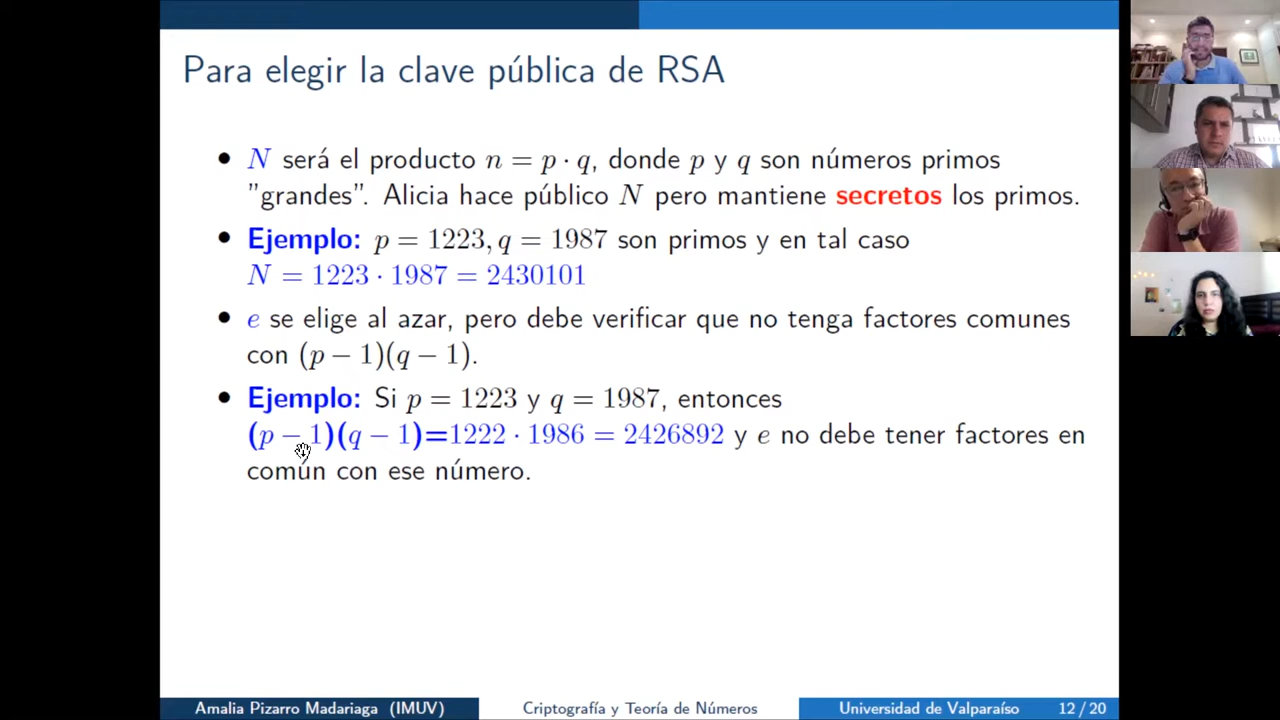 Para elegir la clave pública de RSA
• N será el producto n = p · q, donde p y q son números primos
"grandes". Alicia hace público N pero mantiene secretos los primos.
• Ejemplo: p = 1223, q = 1987 son primos y en tal caso
N = 1223 · 1987 = 2430101
• e se elige al azar, pero debe verificar que no tenga factores comunes
con (p − 1)(q − 1).
• Ejemplo: Si p = 1223 y q = 1987, entonces
(p − 1)(q − 1)=1222 · 1986 = 2426892 y e no debe tener factores en
común con ese número.
Amalia Pizarro Madariaga (IMUV)
Criptografía y Teoría de Números
Universidad de Valparaíso
12 / 20